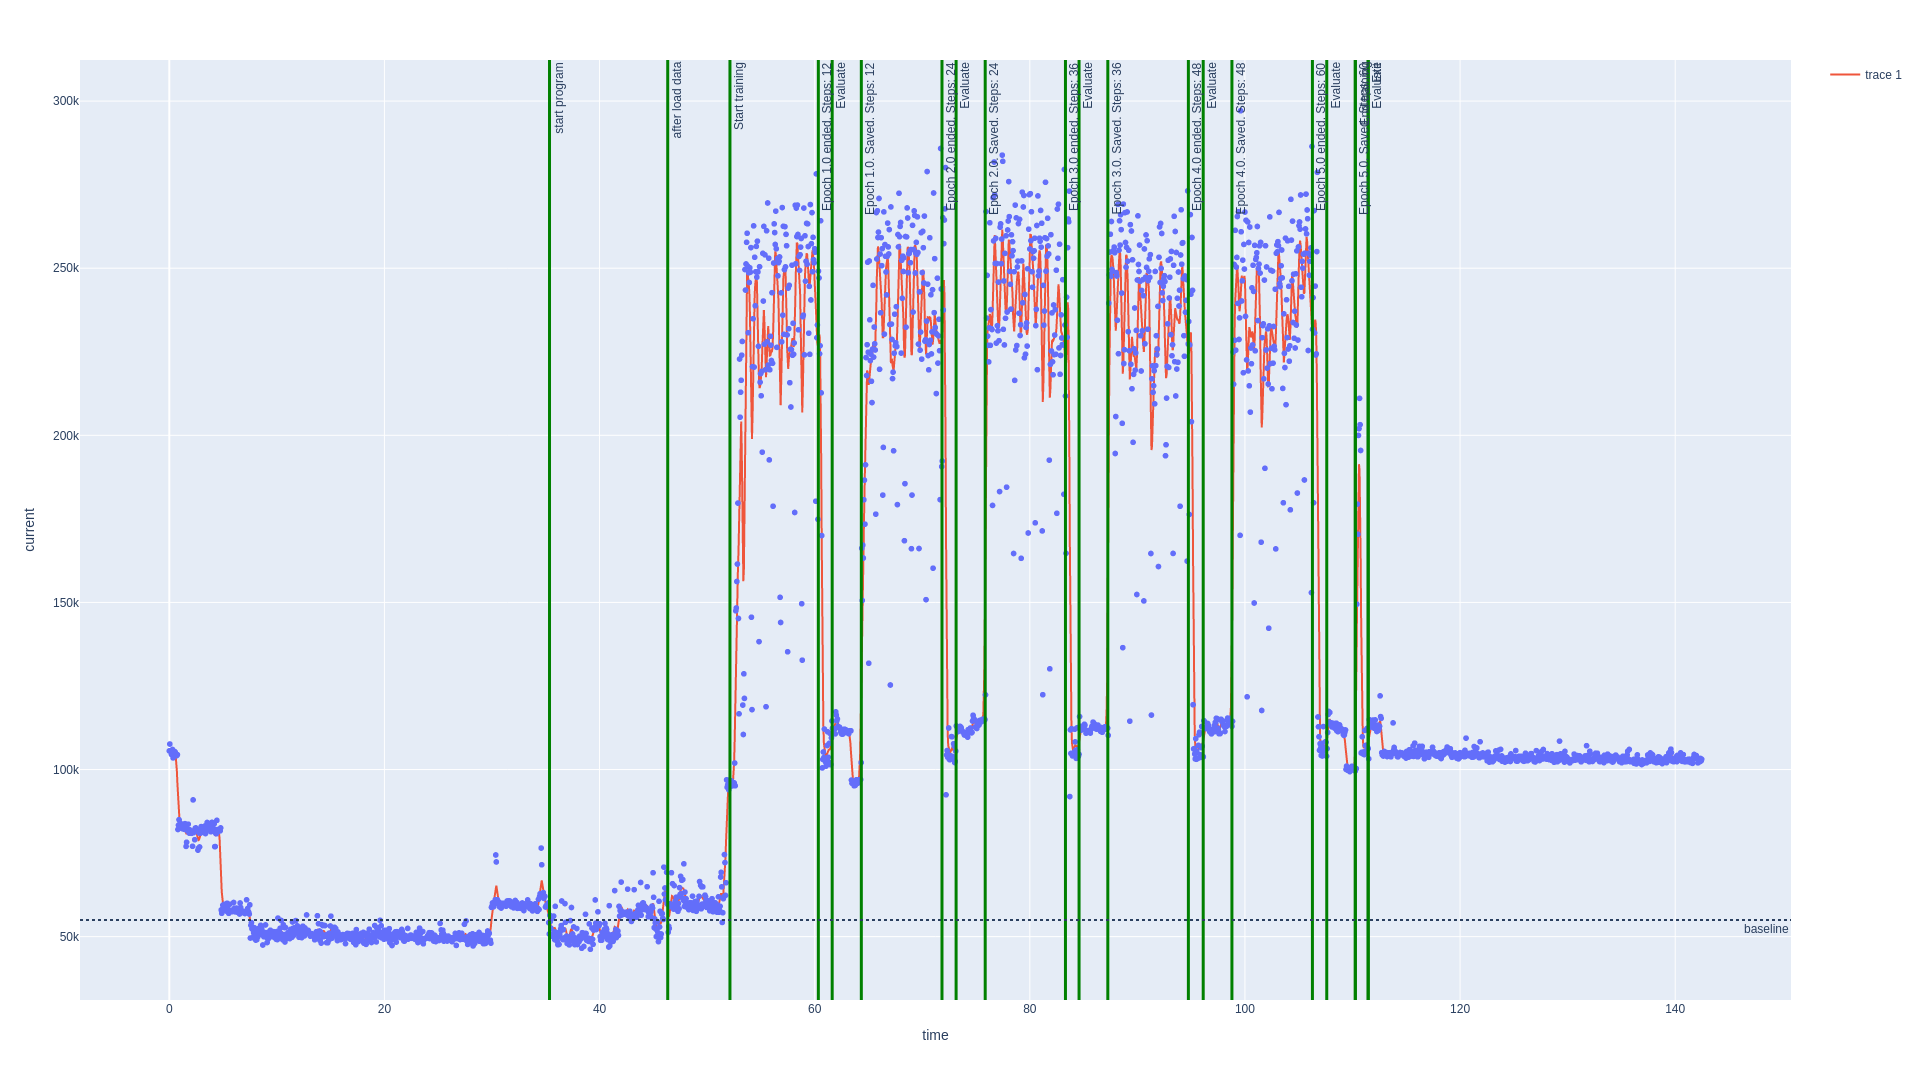 trace 1
300k
250k
200k
150k
100k
50k
current
start program
after load data
Start training
Epoch 1.0 ended. Steps: 12
Evaluate
Epoch 1.0. Saved. Steps: 12
Epoch 2.0 ended. Steps: 24
Evaluate
Epoch 2.0. Saved. Steps: 24
Epoch 3.0 ended. Steps: 36
Evaluate
Epoch 3.0. Saved. Steps: 36
Epoch 4.0 ended. Steps: 48
Evaluate
Epoch 4.0. Saved. Steps: 48
Epoch 5.0 ended. Steps: 60
Evaluate
Epoch 5.0. Saved.
Evaluate
baseline
0
20
40
60
80
100
120
140
time